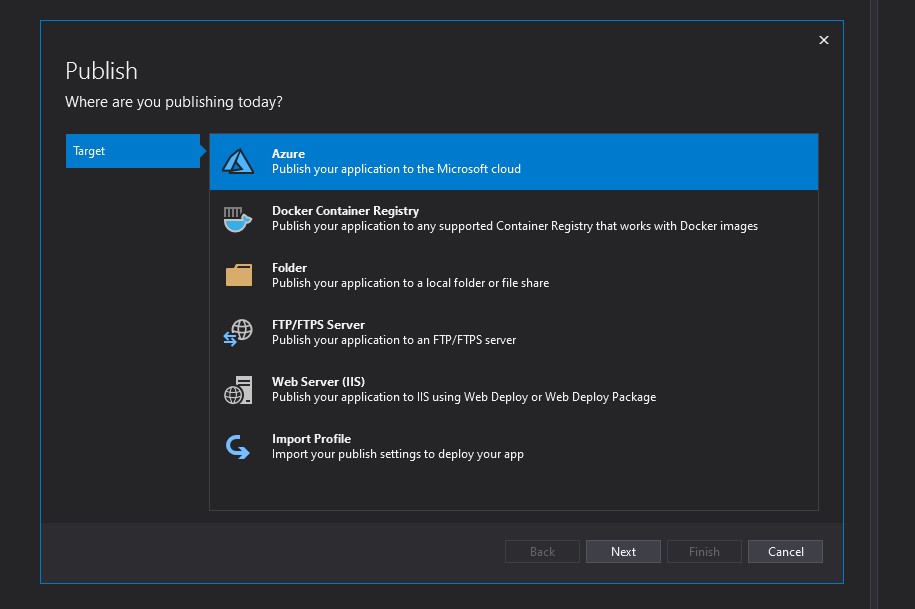 Publish
Where are you publishing today?
Target
Azure
Publish your application to the Microsoft cloud
Docker Container Registry
Publish your application to any supported Container Registry that works with Docker images
Folder
Publish your application to a local folder or file share
FTP/FTPS Server
Publish your application to an FTP/FTPS server
Web Server (IIS)
Publish your application to IIS using Web Deploy or Web Deploy Package
Import Profile
Import your publish settings to deploy your app
Back Next Finish Cancel